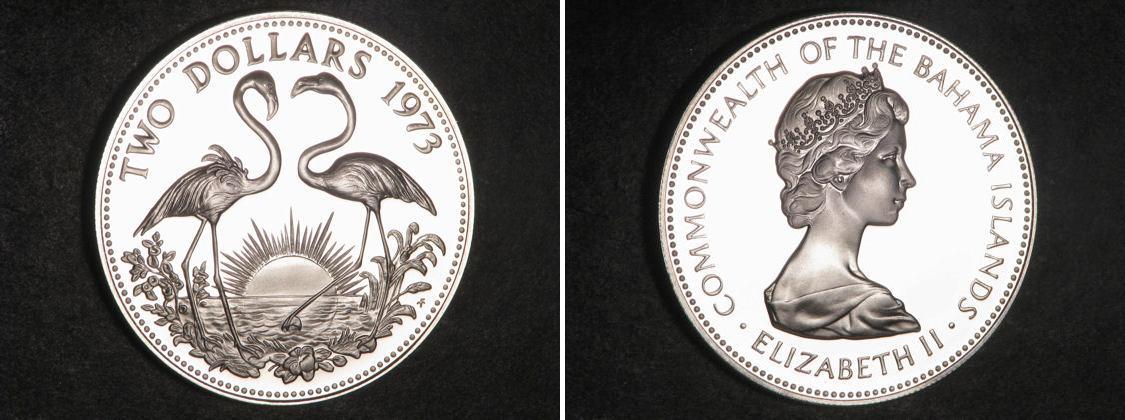 TWO DOLLARS 1973
COMMONWEALTH OF THE BAHAMA ISLANDS
· ELIZABETH II ·